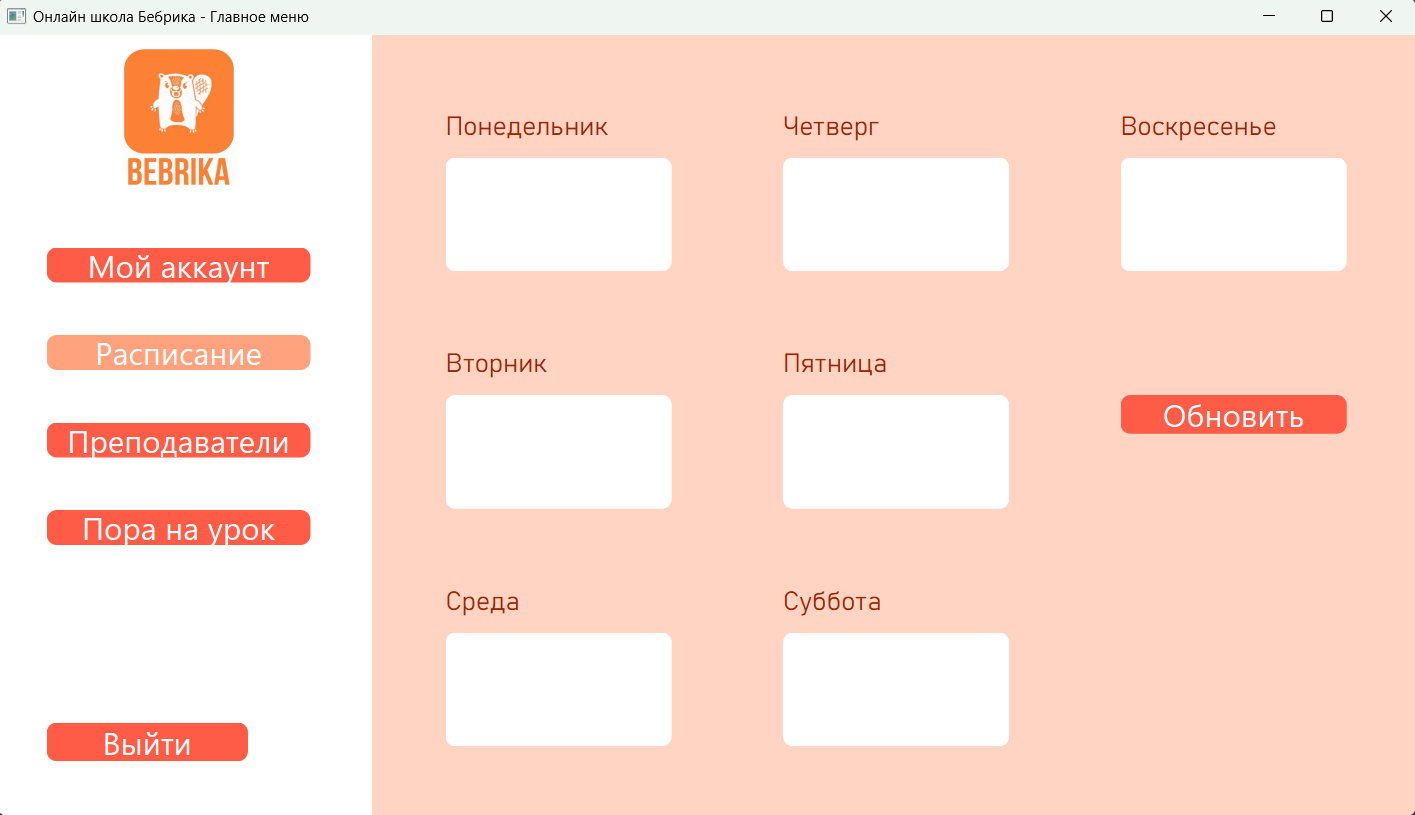 Онлайн школа Бебрика - Главное меню
BEBRIKA
Мой аккаунт
Расписание
Преподаватели
Пора на урок
Выйти
Понедельник
Вторник
Среда
Четверг
Пятница
Суббота
Воскресенье
Обновить